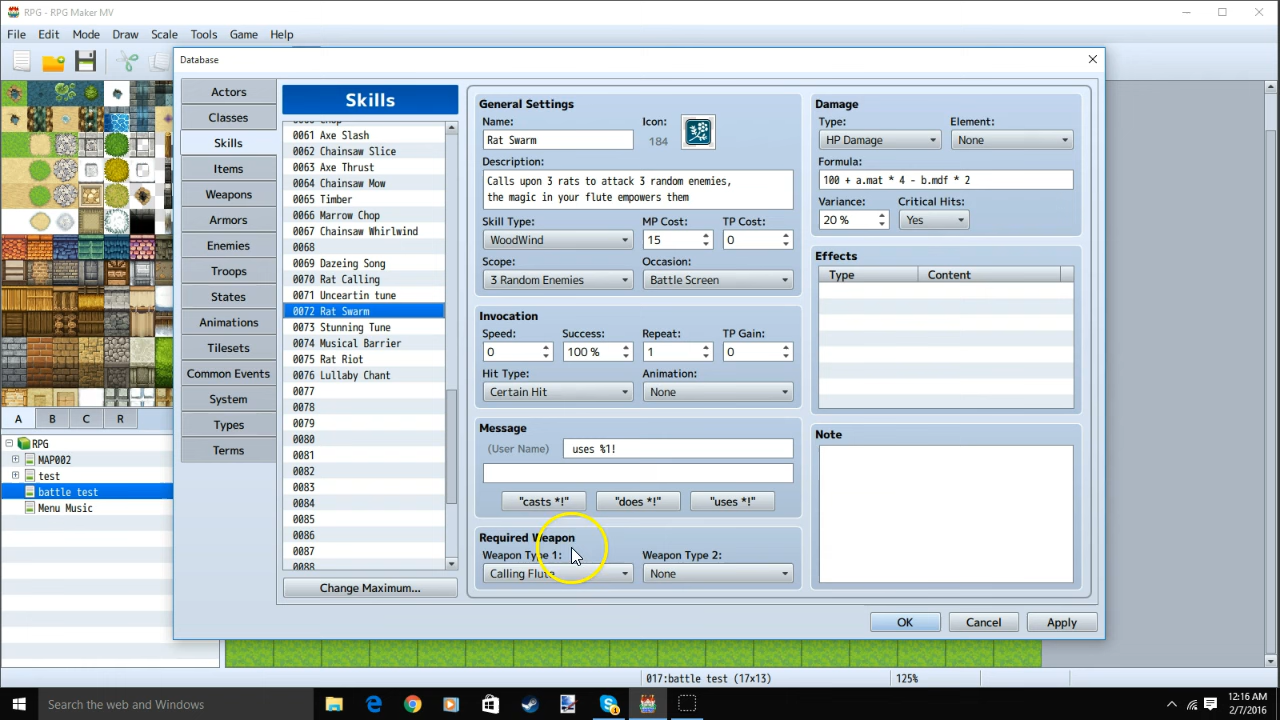 RPG - RPG Maker MV
File Edit Mode Draw Scale Tools Game Help
Database
Actors
Classes
Skills
Items
Weapons
Armors
Enemies
Troops
States
Animations
Tilesets
Common Events
System
Types
Terms
Skills
0061 Axe Slash
0062 Chainsaw Slice
0063 Axe Thrust
0064 Chainsaw Mow
0065 Timber
0066 Marrow Chop
0067 Chainsaw Whirlwind
0068
0069 Dazeing Song
0070 Rat Calling
0071 Unceartin tune
0072 Rat Swarm
0073 Stunning Tune
0074 Musical Barrier
0075 Rat Riot
0076 Lullaby Chant
0077
0078
0079
0080
0081
0082
0083
0084
0085
0086
0087
0088
Change Maximum...
General Settings
Name: Icon:
Rat Swarm 184
Description:
Calls upon 3 rats to attack 3 random enemies,
the magic in your flute empowers them
Skill Type: MP Cost: TP Cost:
WoodWind 15 0
Scope: Occasion:
3 Random Enemies Battle Screen
Invocation
Speed: Success: Repeat: TP Gain:
0 100 % 1 0
Hit Type: Animation:
Certain Hit None
Message
(User Name) uses %1!
"casts *!" "does *!" "uses *!"
Required Weapon
Weapon Type 1: Weapon Type 2:
Calling Flute None
Damage
Type: Element:
HP Damage None
Formula:
100 + a.mat * 4 - b.mdf * 2
Variance: Critical Hits:
20 % Yes
Effects
Type Content
Note
OK Cancel Apply
A B C R
RPG
MAP002
test
battle test
Menu Music
017:battle test (17x13) 125%
Search the web and Windows
12:16 AM
2/7/2016